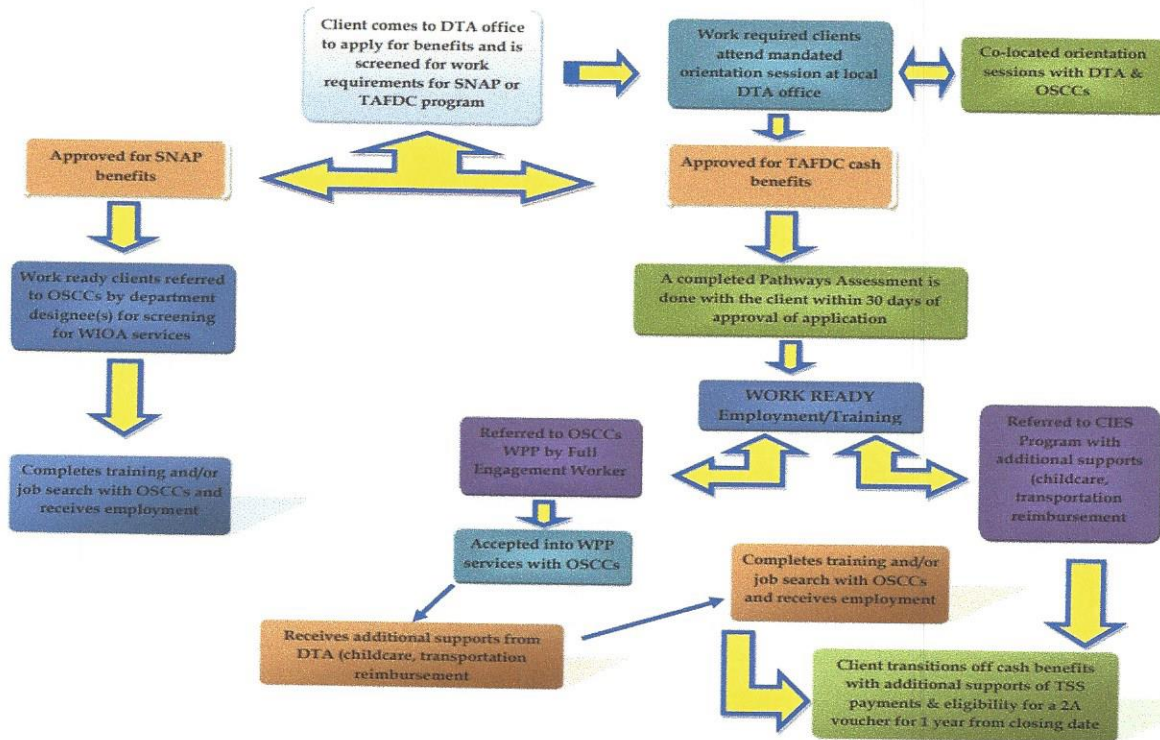 Client comes to DTA office
to apply for benefits and is
screened for work
requirements for SNAP or
TAFDC program
Work required clients
attend mandated
orientation session at local
DTA office
Co-located orientation
sessions with DTA &
OSCCs
Approved for SNAP
benefits
Approved for TAFDC cash
benefits
Work ready clients referred
to OSCCs by department
designee(s) for screening
for WIOA services
A completed Pathways Assessment is
done with the client within 30 days of
approval of application
WORK READY
Employment/Training
Referred to OSCCs
WPP by Full
Engagement Worker
Referred to CIES
Program with
additional supports
(childcare,
transportation
reimbursement
Completes training and/or
job search with OSCCs and
receives employment
Accepted into WPP
services with OSCCs
Completes training and/or
job search with OSCCs
and receives employment
Receives additional supports from
DTA (childcare, transportation
reimbursement
Client transitions off cash benefits
with additional supports of TSS
payments & eligibility for a 2A
voucher for 1 year from closing date